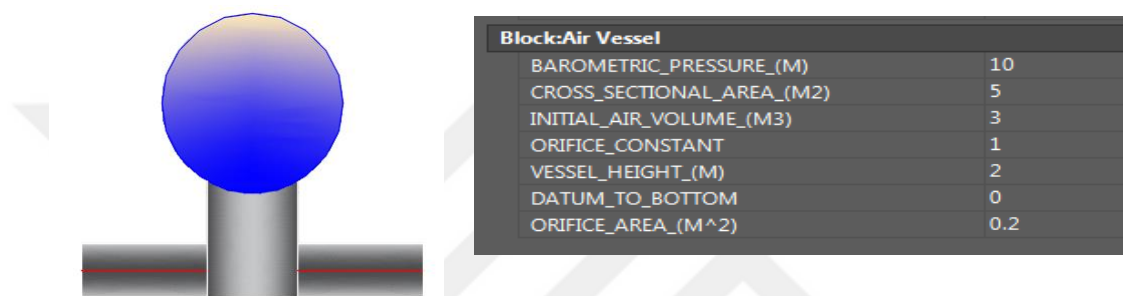 Block:Air Vessel
BAROMETRIC_PRESSURE_(M) 10
CROSS_SECTIONAL_AREA_(M2) 5
INITIAL_AIR_VOLUME_(M3) 3
ORIFICE_CONSTANT 1
VESSEL_HEIGHT_(M) 2
DATUM_TO_BOTTOM 0
ORIFICE_AREA_(M^2) 0.2